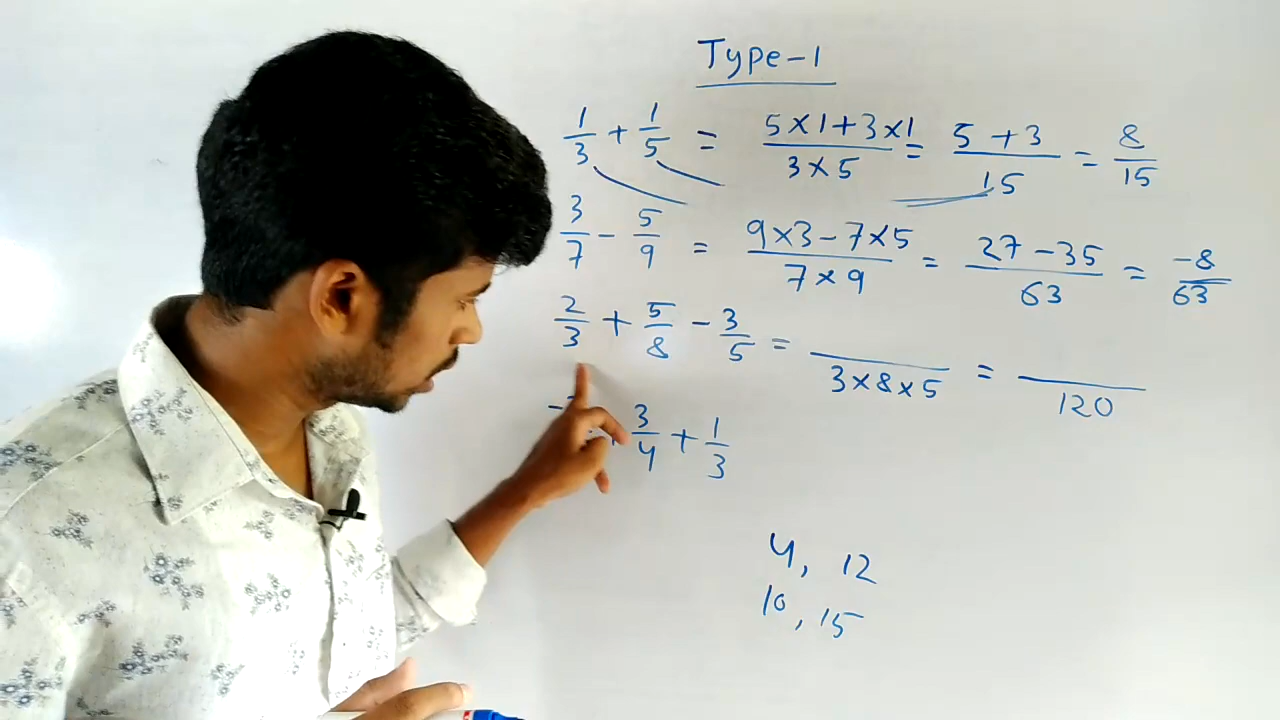 Type-1
1/3 + 1/5 = 5×1+3×1 / 3×5 = 5+3 / 15 = 8/15
3/7 - 5/9 = 9×3-7×5 / 7×9 = 27-35 / 63 = -8/63
2/3 + 5/8 - 3/5 = / 3×8×5 = / 120
- + 3/4 + 1/3
4, 12
10, 15